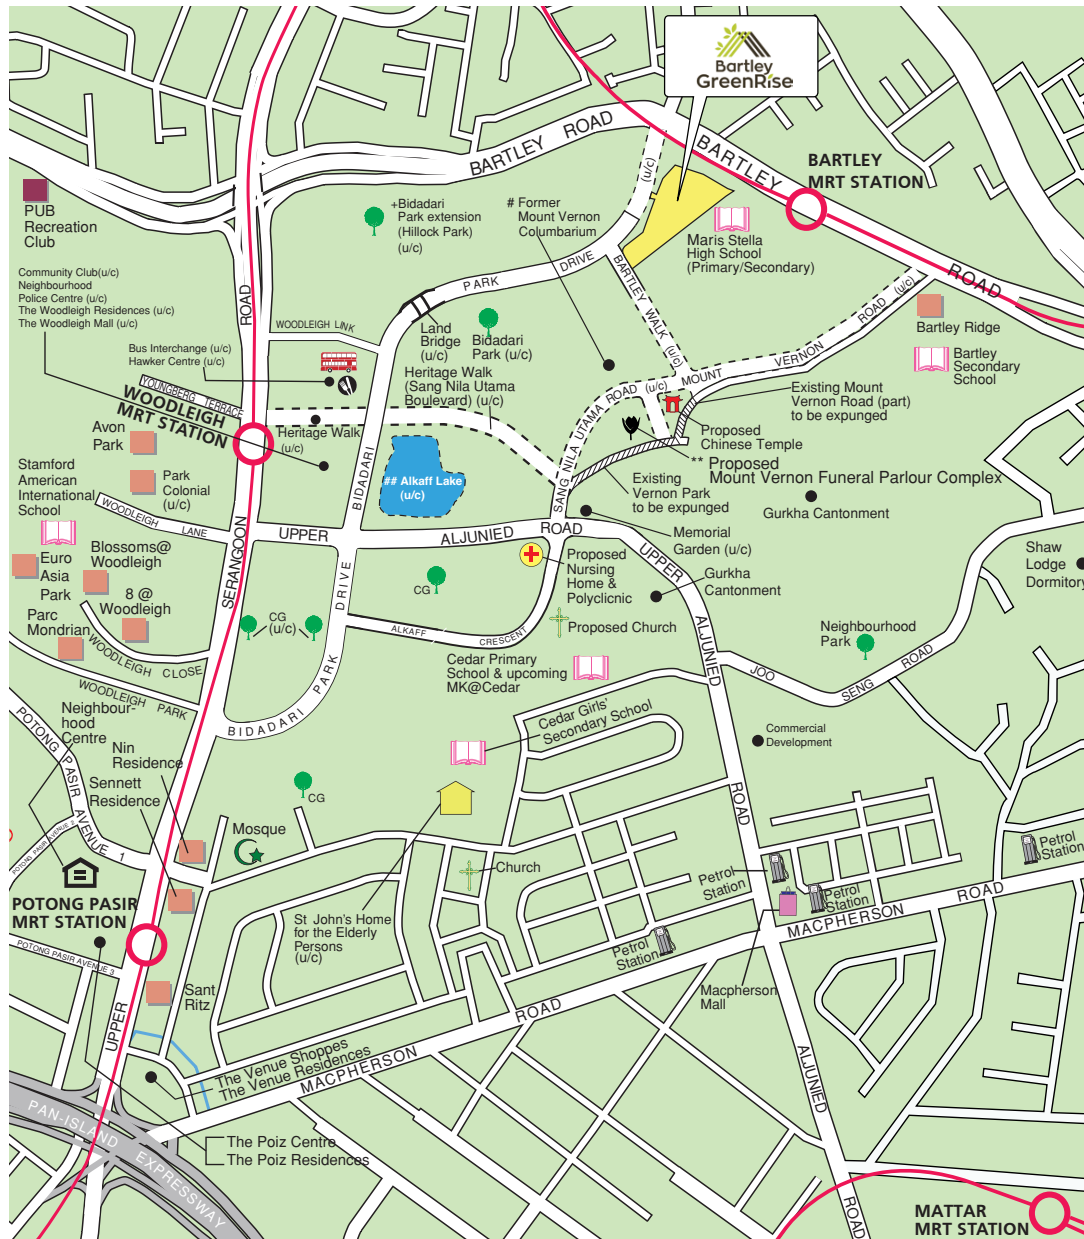 Bartley
GreenRise
BARTLEY ROAD
BARTLEY
ROAD
BARTLEY
MRT STATION
PUB
Recreation
Club
+Bidadari
Park extension
(Hillock Park)
(u/c)
# Former
Mount Vernon
Columbarium
(u/c)
Maris Stella
High School
(Primary/Secondary)
Community Club(u/c)
Neighbourhood
Police Centre (u/c)
The Woodleigh Residences (u/c)
The Woodleigh Mall (u/c)
ROAD
PARK
DRIVE
BARTLEY WALK (u/c)
WOODLEIGH LINK
Land
Bridge
(u/c)
Bidadari
Park (u/c)
MOUNT VERNON ROAD (u/c)
Bartley Ridge
Bartley
Secondary
School
Bus Interchange (u/c)
Hawker Centre (u/c)
Heritage Walk
(Sang Nila Utama
Boulevard) (u/c)
YOUNGBERG TERRACE
WOODLEIGH
MRT STATION
Heritage Walk
(u/c)
SANG NILA UTAMA ROAD (u/c)
Existing Mount
Vernon Road (part)
to be expunged
Proposed
Chinese Temple
** Proposed
Mount Vernon Funeral Parlour Complex
Avon
Park
Stamford
American
International
School
Park
Colonial
(u/c)
## Alkaff Lake
(u/c)
BIDADARI
Existing
Vernon Park
to be expunged
Gurkha Cantonment
WOODLEIGH LANE
UPPER
ALJUNIED
ROAD
Memorial
Garden (u/c)
UPPER
Shaw
Lodge
Dormitory
Euro
Asia
Park
Blossoms@
Woodleigh
SERANGOON
Proposed
Nursing
Home &
Polyclinic
Gurkha
Cantonment
8 @
Woodleigh
DRIVE
CG
CG
(u/c)
Parc
Mondrian
ALKAFF
CRESCENT
Proposed Church
ALJUNIED
Neighbourhood
Park
WOODLEIGH CLOSE
Cedar Primary
School & upcoming
MK@Cedar
JOO
SENG
ROAD
WOODLEIGH PARK
BIDADARI PARK
Neighbour-
hood
Centre
POTONG PASIR AVENUE 1
Cedar Girls'
Secondary School
Commercial
Development
Nin
Residence
Sennett
Residence
CG
ROAD
POTONG PASIR AVENUE 2
Mosque
Church
Petrol
Station
Petrol
Station
Petrol
Station
POTONG PASIR
MRT STATION
St John's Home
for the Elderly
Persons
(u/c)
Petrol
Station
MACPHERSON
ROAD
POTONG PASIR AVENUE 3
Sant
Ritz
Macpherson
Mall
UPPER
ROAD
MACPHERSON
The Venue Shoppes
The Venue Residences
ALJUNIED
PAN-ISLAND
EXPRESSWAY
The Poiz Centre
The Poiz Residences
ROAD
MATTAR
MRT STATION